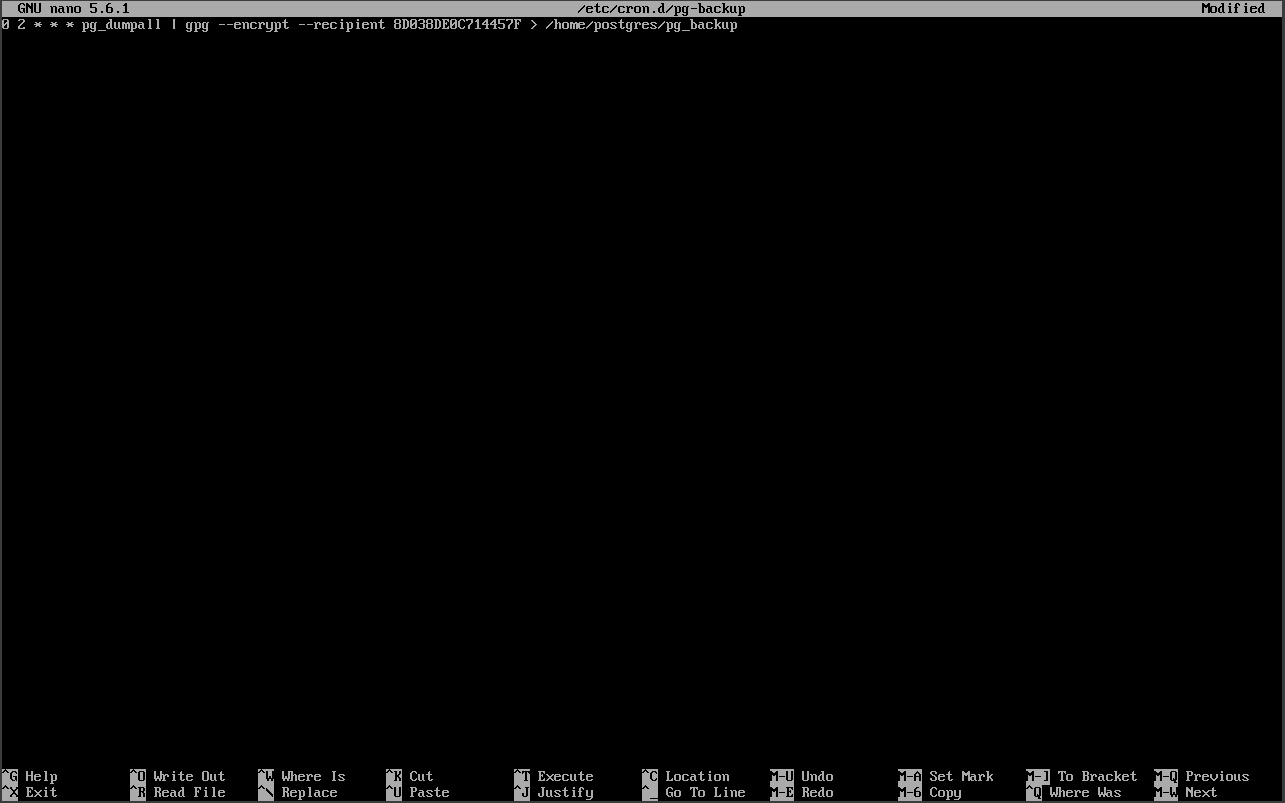 GNU nano 5.6.1 /etc/cron.d/pg-backup Modified
0 2 * * * pg_dumpall | gpg --encrypt --recipient 8D038DE0C714457F > /home/postgres/pg_backup
^G Help ^O Write Out ^W Where Is ^K Cut ^T Execute ^C Location M-U Undo M-A Set Mark M-] To Bracket M-Q Previous
^X Exit ^R Read File ^\ Replace ^U Paste ^J Justify ^_ Go To Line M-E Redo M-6 Copy ^Q Where Was M-W Next